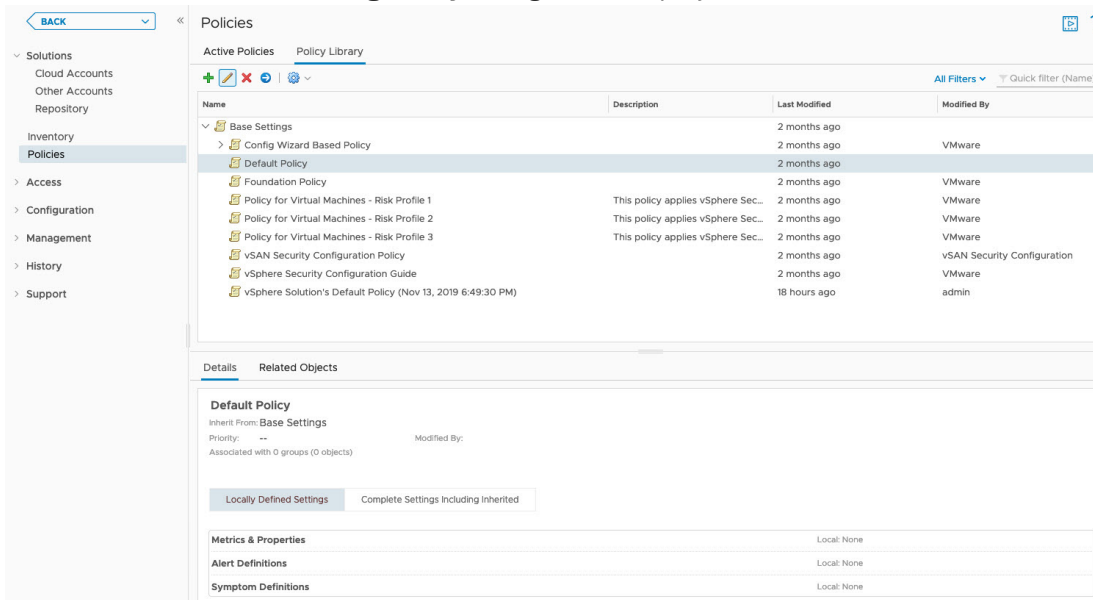 BACK
Policies
Active Policies Policy Library
Solutions
Cloud Accounts
Other Accounts
Repository
Inventory
Policies
Access
Configuration
Management
History
Support
All Filters Quick filter (Name
Name Description Last Modified Modified By
Base Settings 2 months ago
Config Wizard Based Policy 2 months ago VMware
Default Policy 2 months ago
Foundation Policy 2 months ago VMware
Policy for Virtual Machines - Risk Profile 1 This policy applies vSphere Sec... 2 months ago VMware
Policy for Virtual Machines - Risk Profile 2 This policy applies vSphere Sec... 2 months ago VMware
Policy for Virtual Machines - Risk Profile 3 This policy applies vSphere Sec... 2 months ago VMware
vSAN Security Configuration Policy 2 months ago vSAN Security Configuration
vSphere Security Configuration Guide 2 months ago VMware
vSphere Solution's Default Policy (Nov 13, 2019 6:49:30 PM) 18 hours ago admin
Details Related Objects
Default Policy
Inherit From: Base Settings
Priority: -- Modified By:
Associated with 0 groups (0 objects)
Locally Defined Settings Complete Settings Including Inherited
Metrics & Properties Local: None
Alert Definitions Local: None
Symptom Definitions Local: None